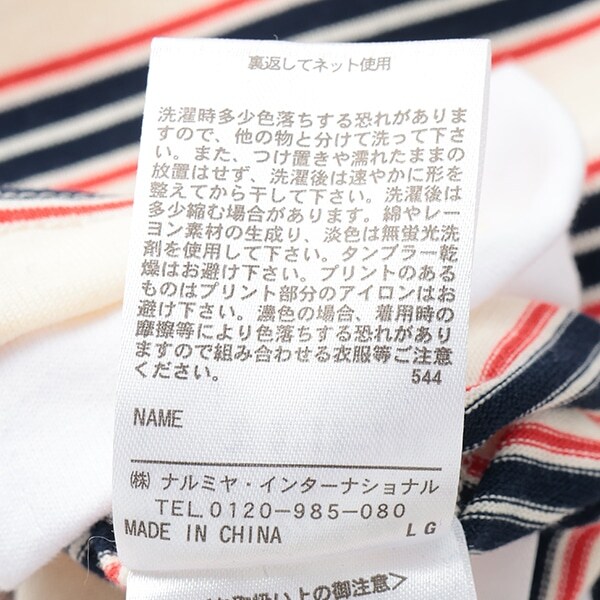 裏返してネット使用
洗濯時多少色落ちする恐れがありま
すので、他の物と分けて洗って下さ
い。また、つけ置きや濡れたままの
放置はせず、洗濯後は速やかに形を
整えてから干して下さい。洗濯後は
多少縮む場合があります。綿やレー
ヨン素材の生成り、淡色は無蛍光洗
剤を使用して下さい。タンブラー乾
燥はお避け下さい。プリントのある
ものはプリント部分のアイロンはお
避け下さい。濃色の場合、着用時の
摩擦等により色落ちする恐れがあり
ますので組み合わせる衣服等ご注意
ください。 544
NAME
㈱ ナルミヤ・インターナショナル
TEL.0120-985-080
MADE IN CHINA LG
取扱い上の御注意>